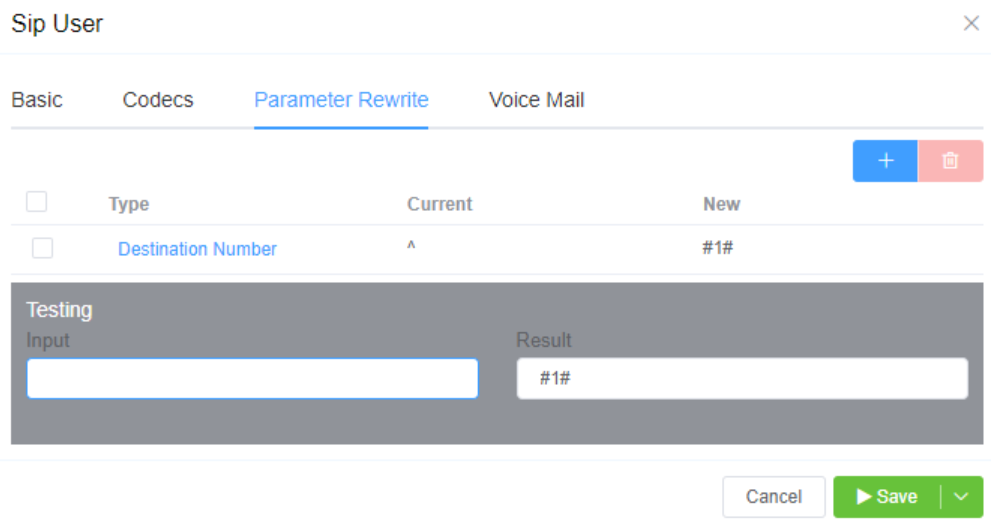 Sip User
Basic Codecs Parameter Rewrite Voice Mail
Type Current New
Destination Number ^ #1#
Testing
Input Result
#1#
Cancel Save